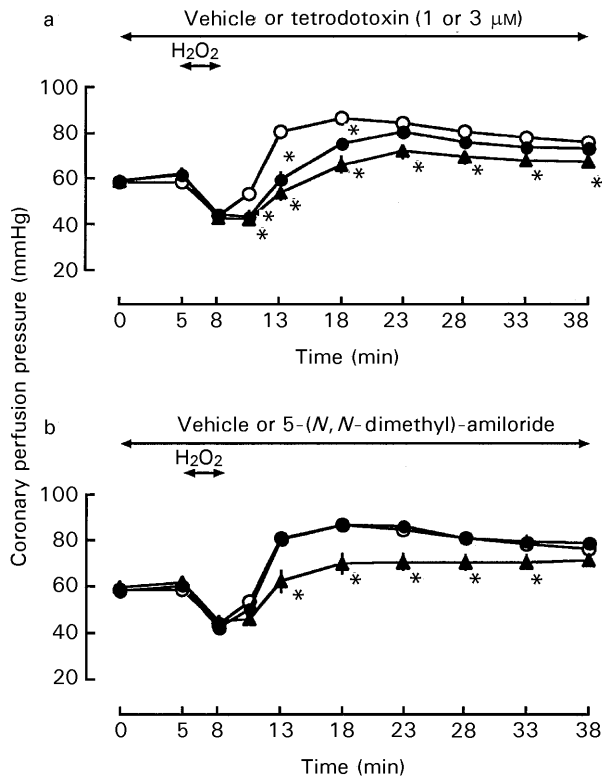 a
Vehicle or tetrodotoxin (1 or 3 μM)
H2O2
100
80
60
40
20
* * * * * * * * * *
0 5 8 13 18 23 28 33 38
Time (min)
Coronary perfusion pressure (mmHg)
b
Vehicle or 5-(N,N-dimethyl)-amiloride
H2O2
100
80
60
40
20
* * * * *
0 5 8 13 18 23 28 33 38
Time (min)